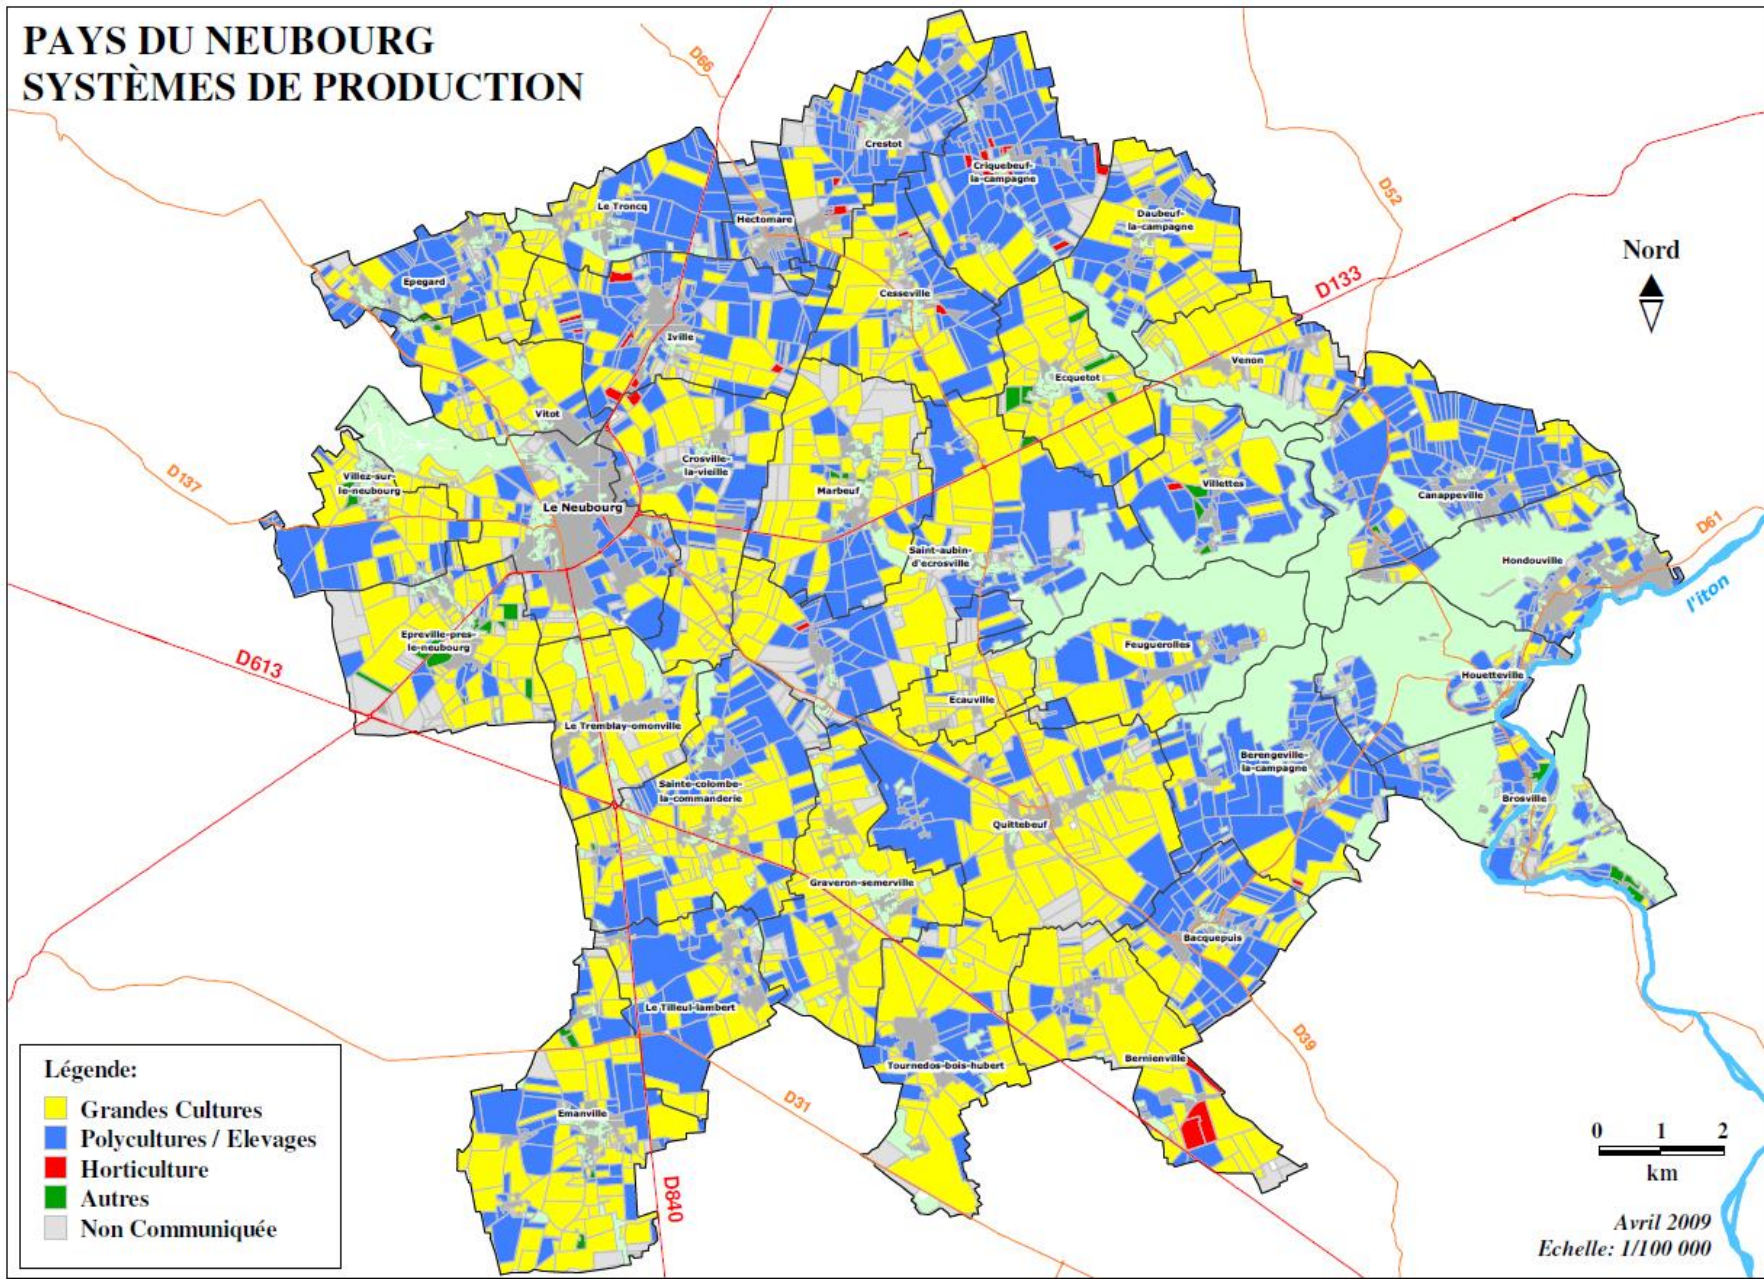 PAYS DU NEUBOURG
SYSTÈMES DE PRODUCTION
D66
Crestot
Criquebeuf-
la-campagne
D52
Le Troncq
Hectomare
Daubeuf-
la-campagne
Nord
Epegard
Cesseville
D133
Iville
Venon
Ecquetot
Vitot
D137
Villez-sur-
le-neubourg
Crosville-
la-vieille
Marbeuf
Villettes
Canappeville
Le Neubourg
D61
Saint-aubin-
d'ecrosville
Hondouville
l'iton
Epreville-pres-
le-neubourg
Feuguerolles
D613
Houetteville
Ecauville
Le Tremblay-omonville
Berengeville-
la-campagne
Sainte-colombe-
la-commanderie
Brosville
Quittebeuf
Graveron-semerville
Bacquepuis
Le Tilleul-lambert
D39
Bernienville
Tournedos-bois-hubert
Légende:
Grandes Cultures
Polycultures / Elevages
Horticulture
Autres
Non Communiquée
Emanville
D31
D840
0 1 2
km
Avril 2009
Echelle: 1/100 000